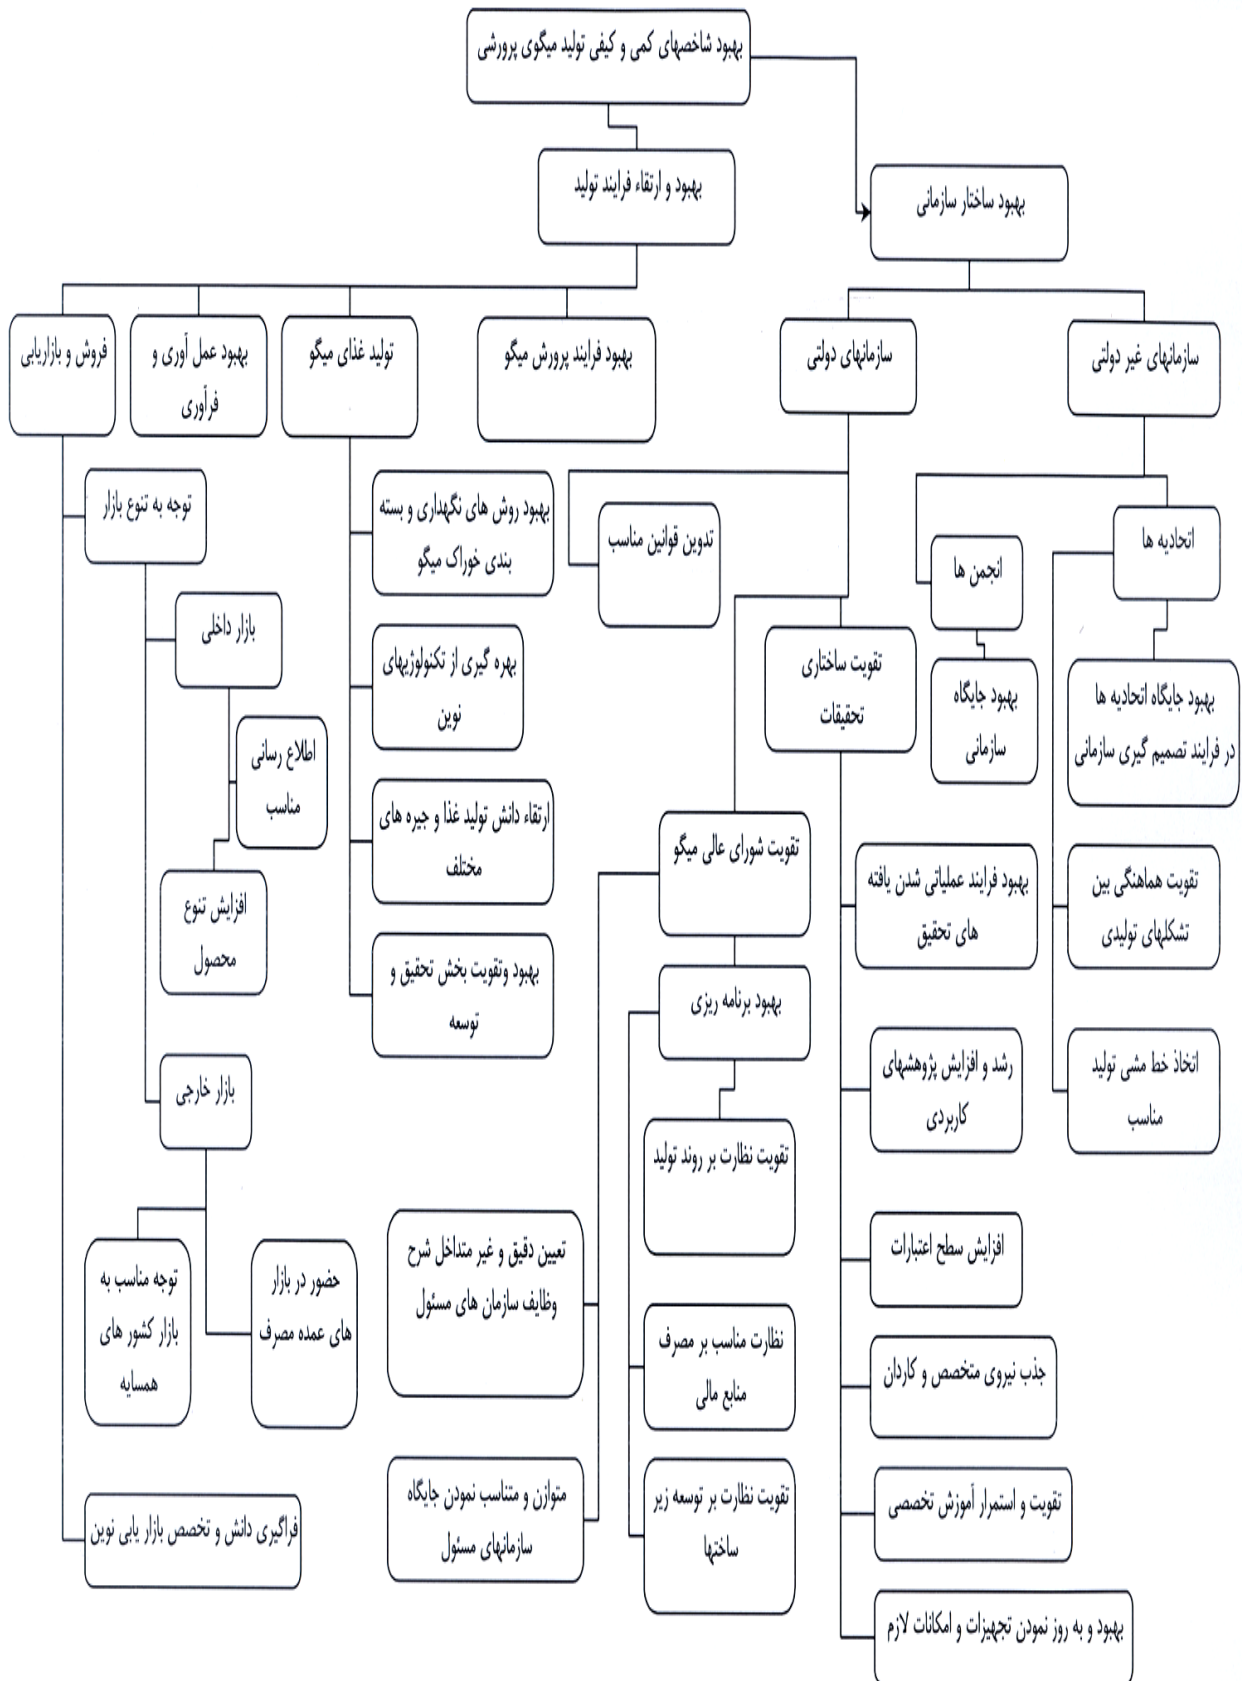 بهبود شاخصهای کمی و کیفی تولید میگوی پرورشی
بهبود و ارتقاء فرایند تولید
بهبود ساختار سازمانی
سازمانهای غیر دولتی
سازمانهای دولتی
بهبود فرایند پرورش میگو
تولید غذای میگو
بهبود عمل آوری و
فرآوری
فروش و بازاریابی
اتحادیه ها
انجمن ها
بهبود جایگاه اتحادیه ها
در فرایند تصمیم گیری سازمانی
بهبود جایگاه
سازمانی
تقویت هماهنگی بین
تشکلهای تولیدی
اتخاذ خط مشی تولید
مناسب
تدوین قوانین مناسب
تقویت ساختاری
تحقیقات
بهبود فرایند عملیاتی شدن یافته
های تحقیق
رشد و افزایش پژوهشهای
کاربردی
افزایش سطح اعتبارات
جذب نیروی متخصص و کاردان
تقویت و استمرار آموزش تخصصی
بهبود و به روز نمودن تجهیزات و امکانات لازم
تقویت شورای عالی میگو
بهبود برنامه ریزی
تقویت نظارت بر روند تولید
نظارت مناسب بر مصرف
منابع مالی
تقویت نظارت بر توسعه زیر
ساختها
تعیین دقیق و غیر متداخل شرح
وظایف سازمان های مسئول
متوازن و متناسب نمودن جایگاه
سازمانهای مسئول
بهبود روش های نگهداری و بسته
بندی خوراک میگو
بهره گیری از تکنولوژیهای
نوین
ارتقاء دانش تولید غذا و جیره های
مختلف
بهبود وتقویت بخش تحقیق و
توسعه
توجه به تنوع بازار
بازار داخلی
اطلاع رسانی
مناسب
افزایش تنوع
محصول
بازار خارجی
حضور در بازار
های عمده مصرف
توجه مناسب به
بازار کشور های
همسایه
فراگیری دانش و تخصص بازار یابی نوین